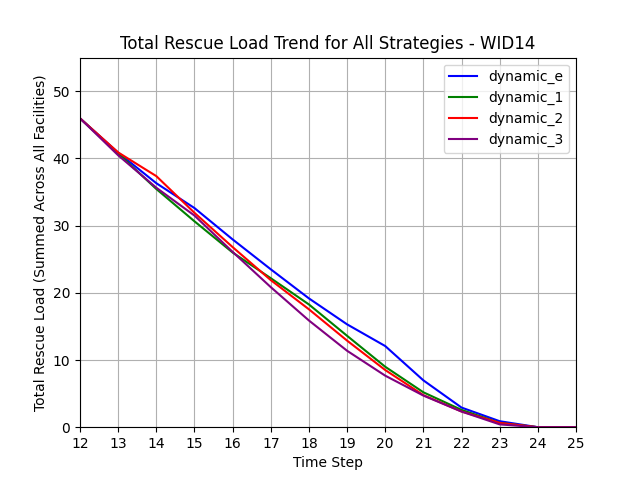 Total Rescue Load Trend for All Strategies - WID14
Total Rescue Load (Summed Across All Facilities)
50
40
30
20
10
0
dynamic_e
dynamic_1
dynamic_2
dynamic_3
12 13 14 15 16 17 18 19 20 21 22 23 24 25
Time Step